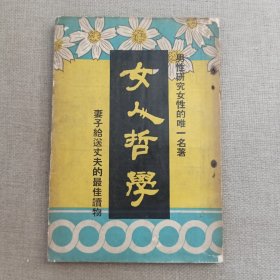 男性研究女性的唯一名著
女人哲學
妻子給送丈夫的最佳讀物